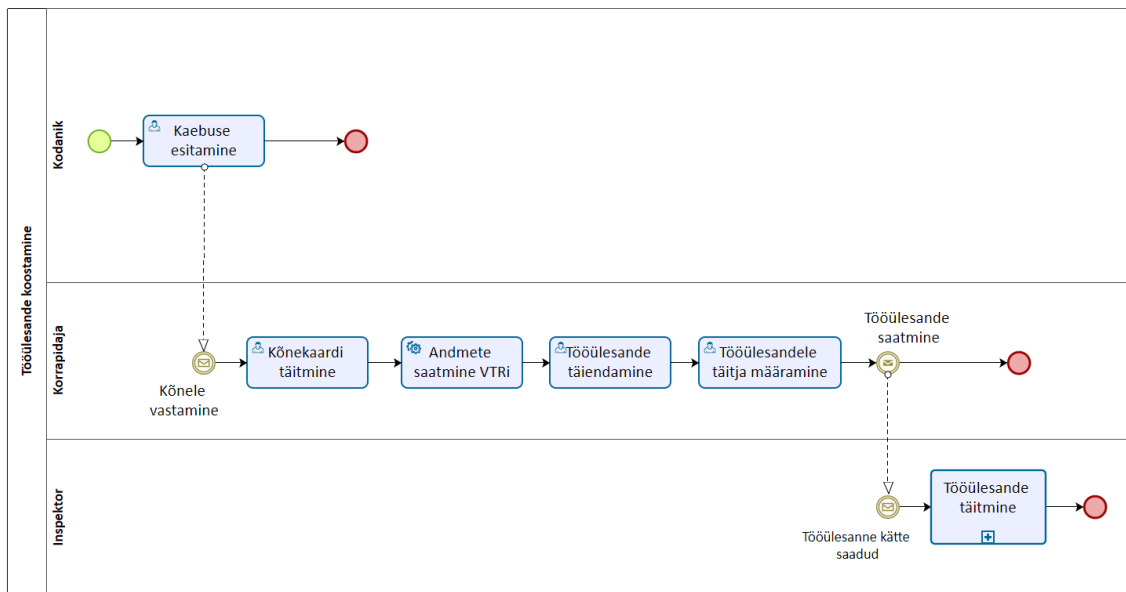 Tööülesande koostamine
Kodanik
Kaebuse
esitamine
Korrapidaja
Kõnele
vastamine
Kõnekaardi
täitmine
Andmete
saatmine VTRi
Tööülesande
täiendamine
Tööülesandele
täitja määramine
Tööülesande
saatmine
Inspektor
Tööülesanne kätte
saadud
Tööülesande
täitmine